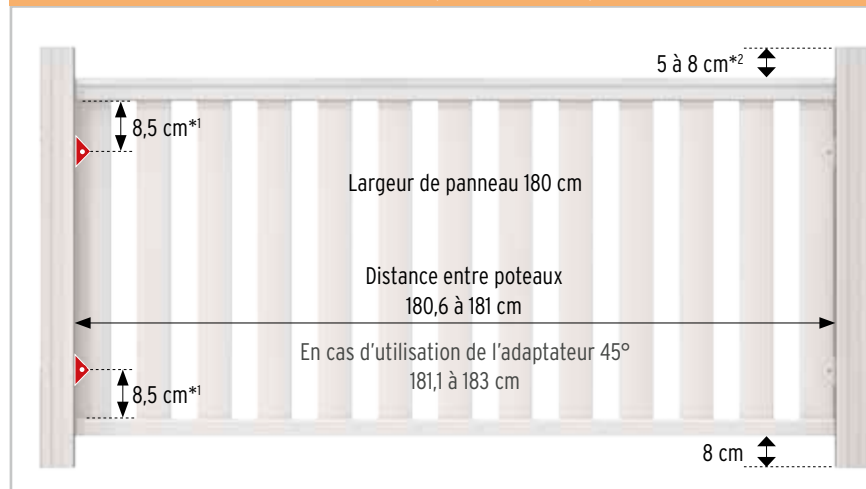 5 à 8 cm*2
8,5 cm*1
Largeur de panneau 180 cm
Distance entre poteaux
180,6 à 181 cm
En cas d’utilisation de l’adaptateur 45°
181,1 à 183 cm
8,5 cm*1
8 cm